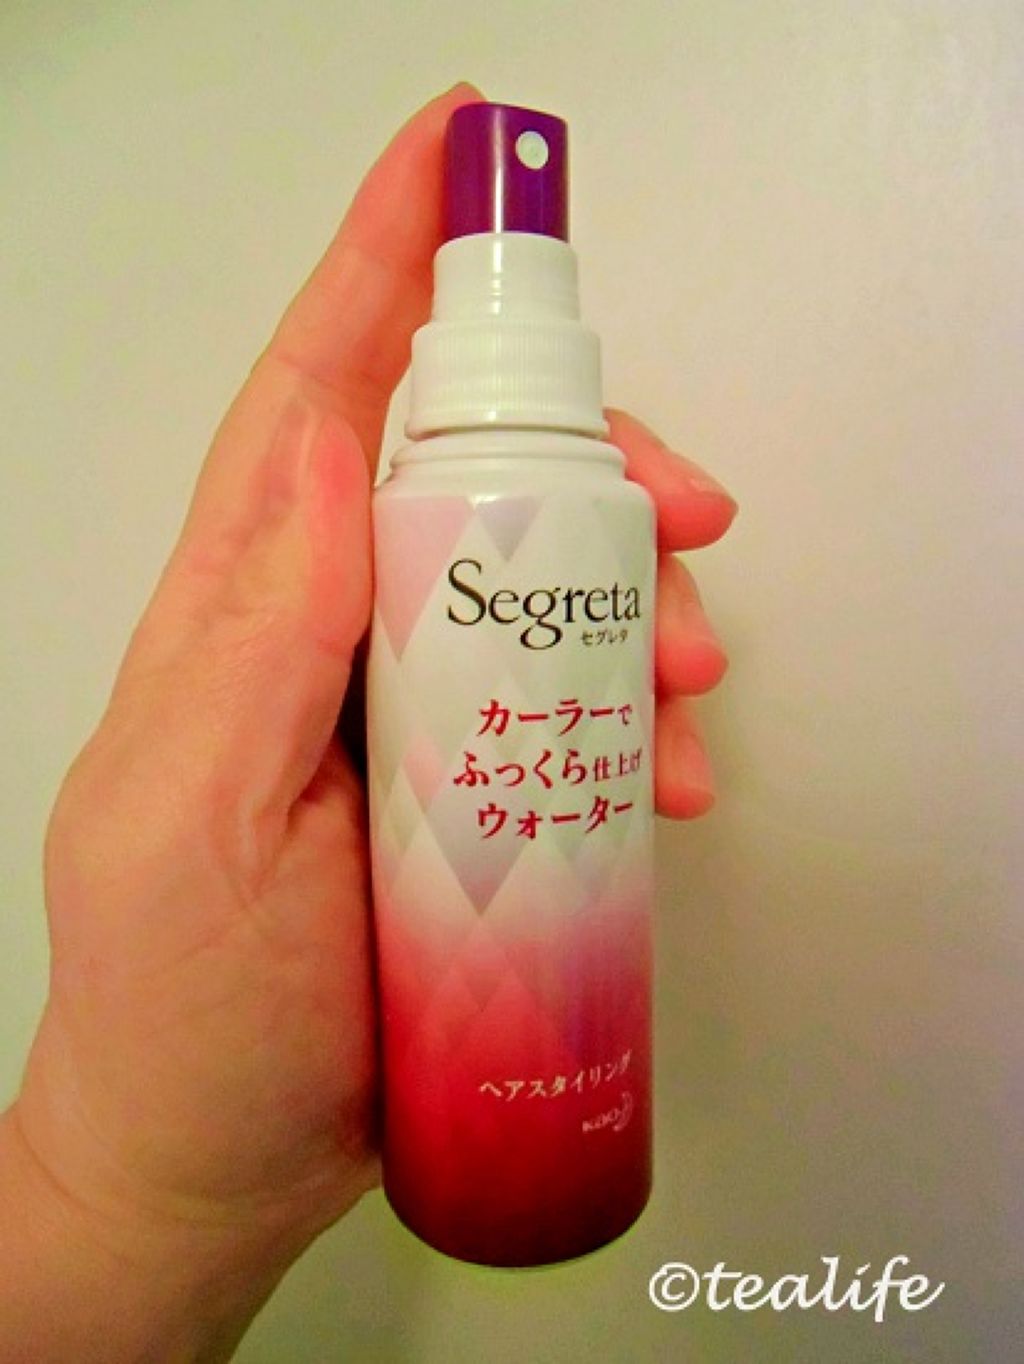 Segreta
セグレタ
カーラーで
ふっくら仕上げ
ウォーター
ヘアスタイリング
Kao
©tealife